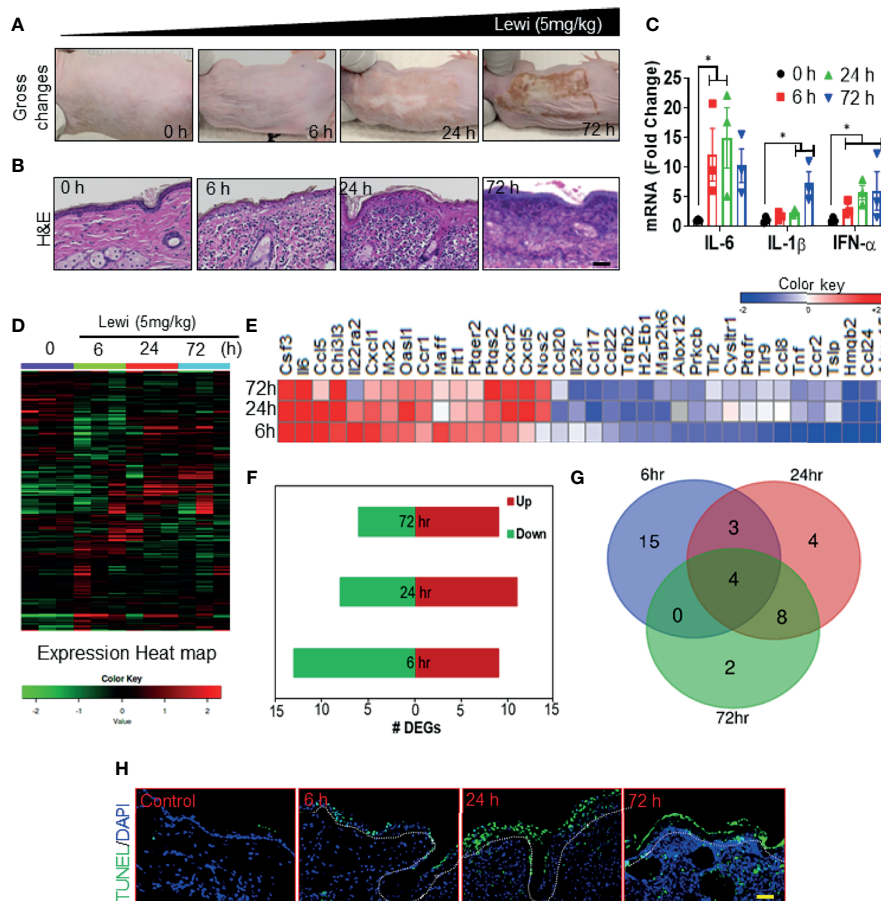 A
Lewi (5mg/kg)
Gross changes
0 h
6 h
24 h
72 h
B
H&E
0 h
6 h
24 h
72 h
C
mRNA (Fold Change)
25
20
15
10
5
0
0 h
24 h
6 h
72 h
*
*
*
IL-6
IL-1β
IFN-α
D
Lewi (5mg/kg)
0 6 24 72 (h)
Expression Heat map
Color Key
-2 -1 0 1 2
Value
E
Color key
-2
+2
Csf3
Il6
Ccl5
Chi3l3
Il22ra2
Cxcl1
Mx2
Oasl1
Ccr1
Maff
Flt1
Ptger2
Ptgs2
Cxcr2
Cxcl5
Nos2
Ccl20
Il23r
Ccl17
Ccl22
Tgfb2
H2-Eb1
Map2k6
Alox12
Prkcb
Tlr2
Cysltr1
Ptgfr
Tlr9
Ccl8
Tnf
Ccr2
Tslp
Hmgb2
Ccl24
72h
24h
6h
F
Up
Down
72 hr
24 hr
6 hr
15 10 5 0 5 10 15
# DEGs
G
6hr
24hr
15
3
4
4
0
8
2
72hr
H
TUNEL/DAPI
Control
6 h
24 h
72 h